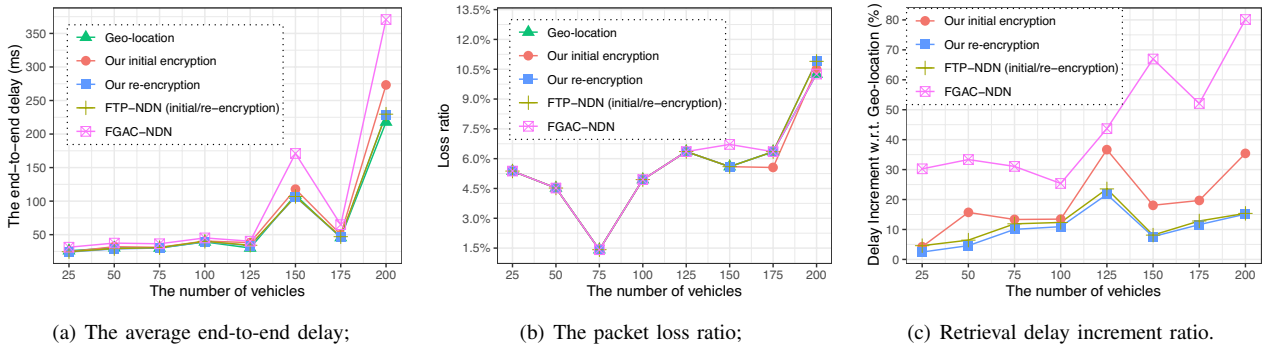 The end-to-end delay (ms)
350
300
250
200
150
100
50
Geo-location
Our initial encryption
Our re-encryption
FTP-NDN (initial/re-encryption)
FGAC-NDN
25 50 75 100 125 150 175 200
The number of vehicles
(a) The average end-to-end delay;
Loss ratio
13.5%
12.0%
10.5%
9.0%
7.5%
6.0%
4.5%
3.0%
1.5%
Geo-location
Our initial encryption
Our re-encryption
FTP-NDN (initial/re-encryption)
FGAC-NDN
25 50 75 100 125 150 175 200
The number of vehicles
(b) The packet loss ratio;
Delay Increment w.r.t. Geo-location (%)
80
70
60
50
40
30
20
10
0
Our initial encryption
Our re-encryption
FTP-NDN (initial/re-encryption)
FGAC-NDN
25 50 75 100 125 150 175 200
The number of vehicles
(c) Retrieval delay increment ratio.